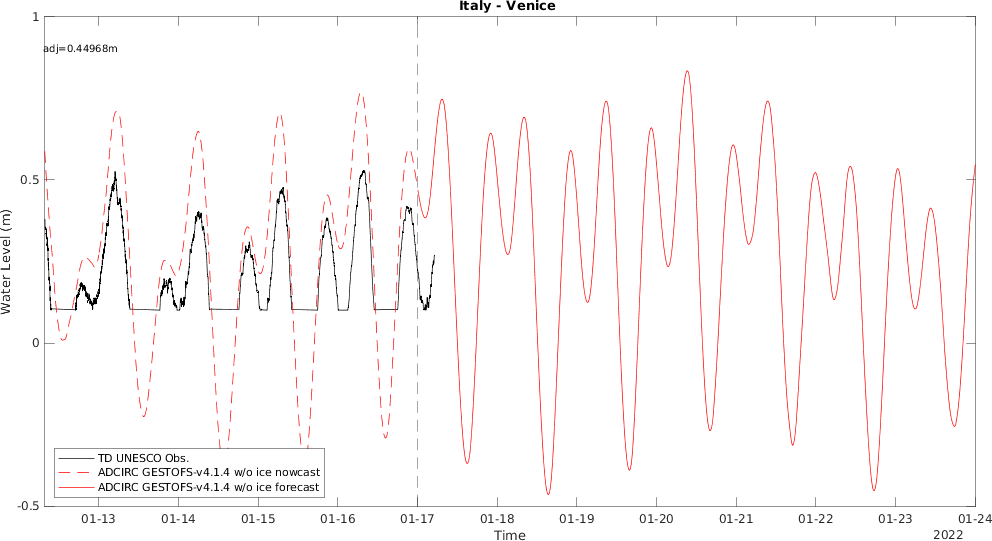 Italy - Venice
adj=0.44968m
1
0.5
0
-0.5
Water Level (m)
TD UNESCO Obs.
ADCIRC GESTOFS-v4.1.4 w/o ice nowcast
ADCIRC GESTOFS-v4.1.4 w/o ice forecast
01-13 01-14 01-15 01-16 01-17 01-18 01-19 01-20 01-21 01-22 01-23 01-24
Time
2022